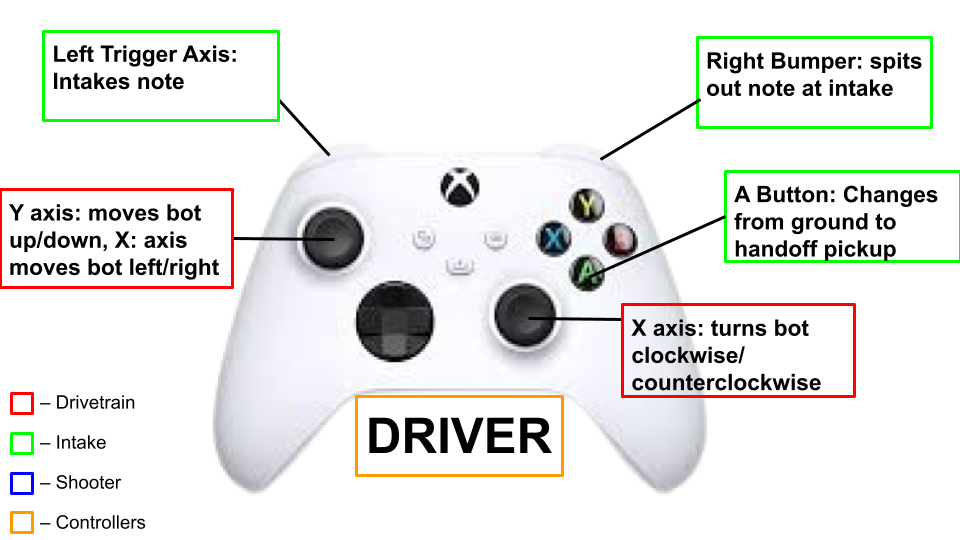 Left Trigger Axis:
Intakes note
Right Bumper: spits
out note at intake
Y axis: moves bot
up/down, X: axis
moves bot left/right
A Button: Changes
from ground to
handoff pickup
Y
X
B
A
X axis: turns bot
clockwise/
counterclockwise
– Drivetrain
– Intake
– Shooter
– Controllers
DRIVER